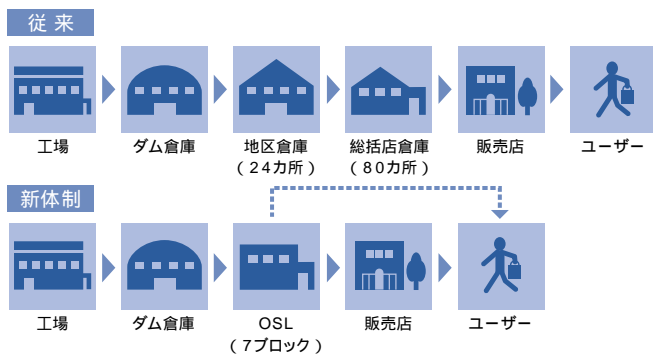 従来
工場
ダム倉庫
地区倉庫
（24カ所）
総括店倉庫
（80カ所）
販売店
ユーザー
新体制
工場
ダム倉庫
OSL
（7ブロック）
販売店
ユーザー